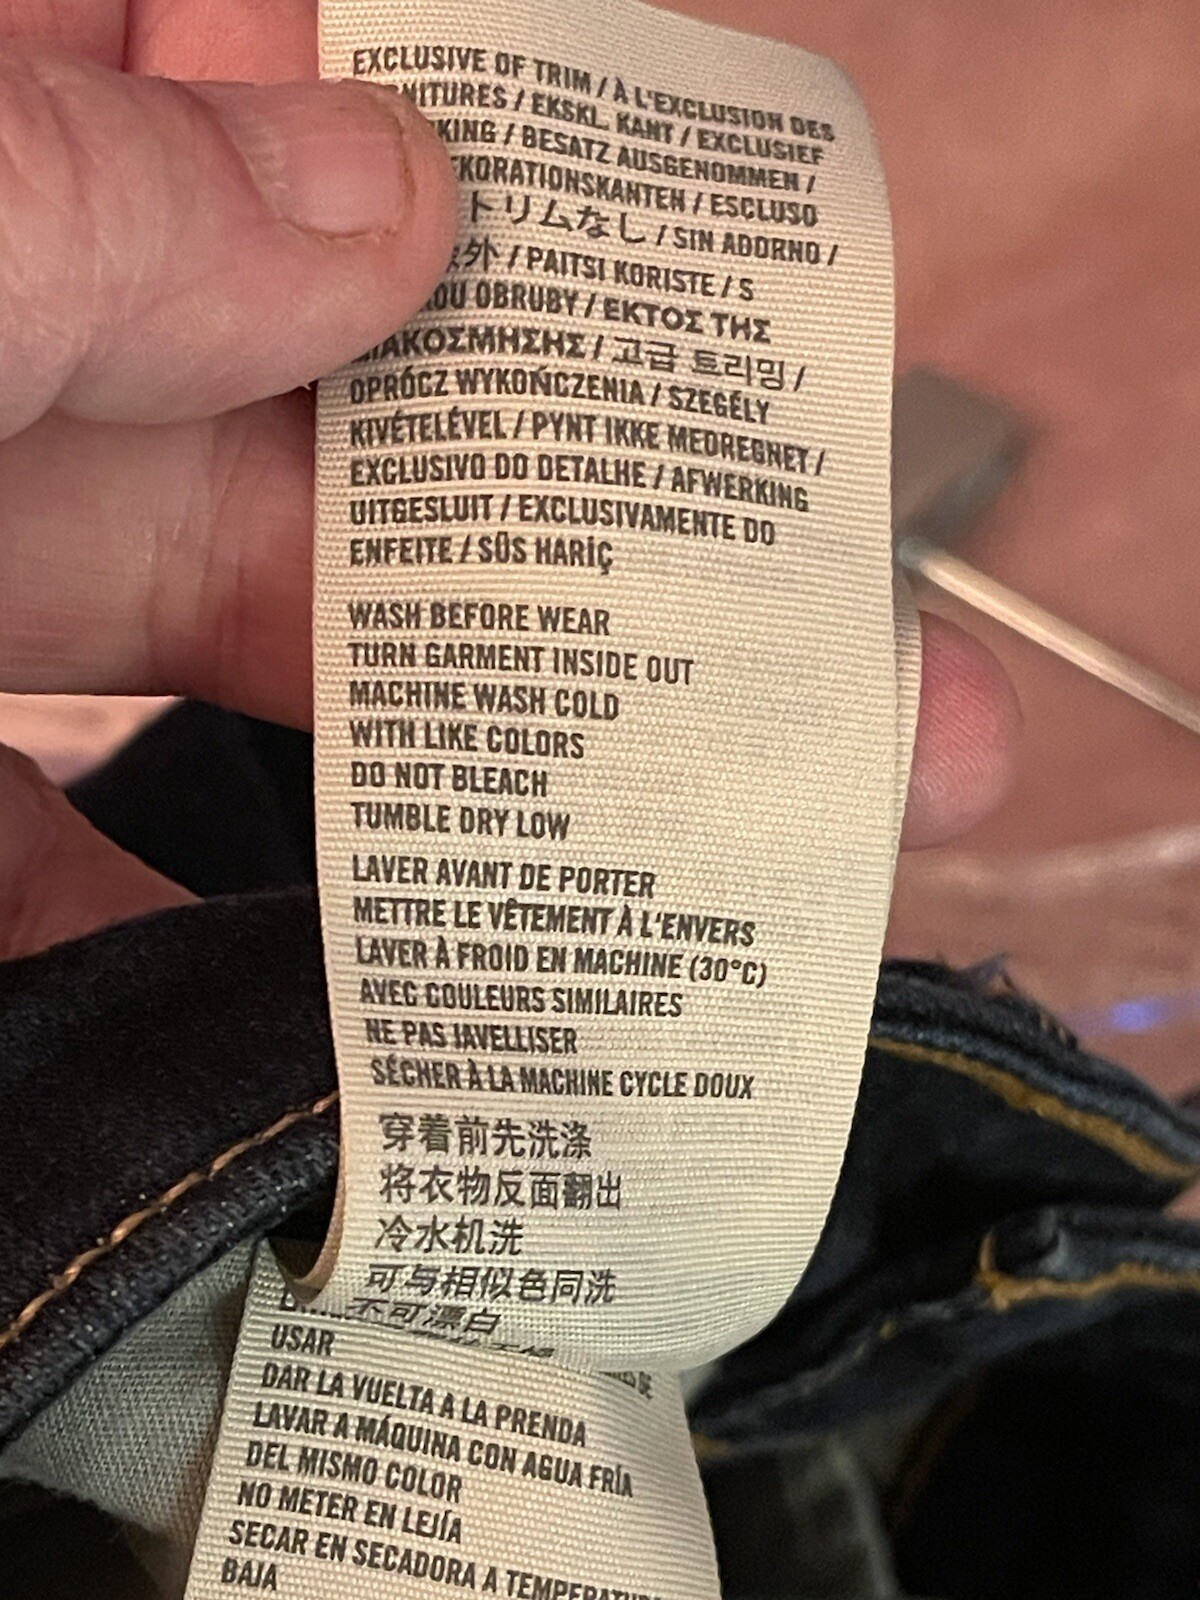 EXCLUSIVE OF TRIM / À L'EXCLUSION DES
/ EKSKL. KANT / EXCLUSIEF
/ BESATZ AUSGENOMMEN /
/ ESCLUSO
トリムなし / SIN ADORNO /
外 / PAITSI KORISTE / S
OBRUBY / ΕΚΤΟΣ ΤΗΣ
ΔΙΑΚΟΣΜΗΣΗΣ / 고급 트리밍 /
OPRÓCZ WYKOŃCZENIA / SZEGÉLY
KIVÉTELÉVEL / PYNT IKKE MEDREGNET /
EXCLUSIVO DO DETALHE / AFWERKING
UITGESLUIT / EXCLUSIVAMENTE DO
ENFEITE / SÜS HARİÇ
WASH BEFORE WEAR
TURN GARMENT INSIDE OUT
MACHINE WASH COLD
WITH LIKE COLORS
DO NOT BLEACH
TUMBLE DRY LOW
LAVER AVANT DE PORTER
METTRE LE VÊTEMENT À L'ENVERS
LAVER À FROID EN MACHINE (30°C)
AVEC COULEURS SIMILAIRES
NE PAS JAVELLISER
SÉCHER À LA MACHINE CYCLE DOUX
穿着前先洗涤
将衣物反面翻出
冷水机洗
可与相似色同洗
不可漂白
USAR
DAR LA VUELTA A LA PRENDA
LAVAR A MÁQUINA CON AGUA FRÍA
DEL MISMO COLOR
NO METER EN LEJÍA
SECAR EN SECADORA A
BAJA